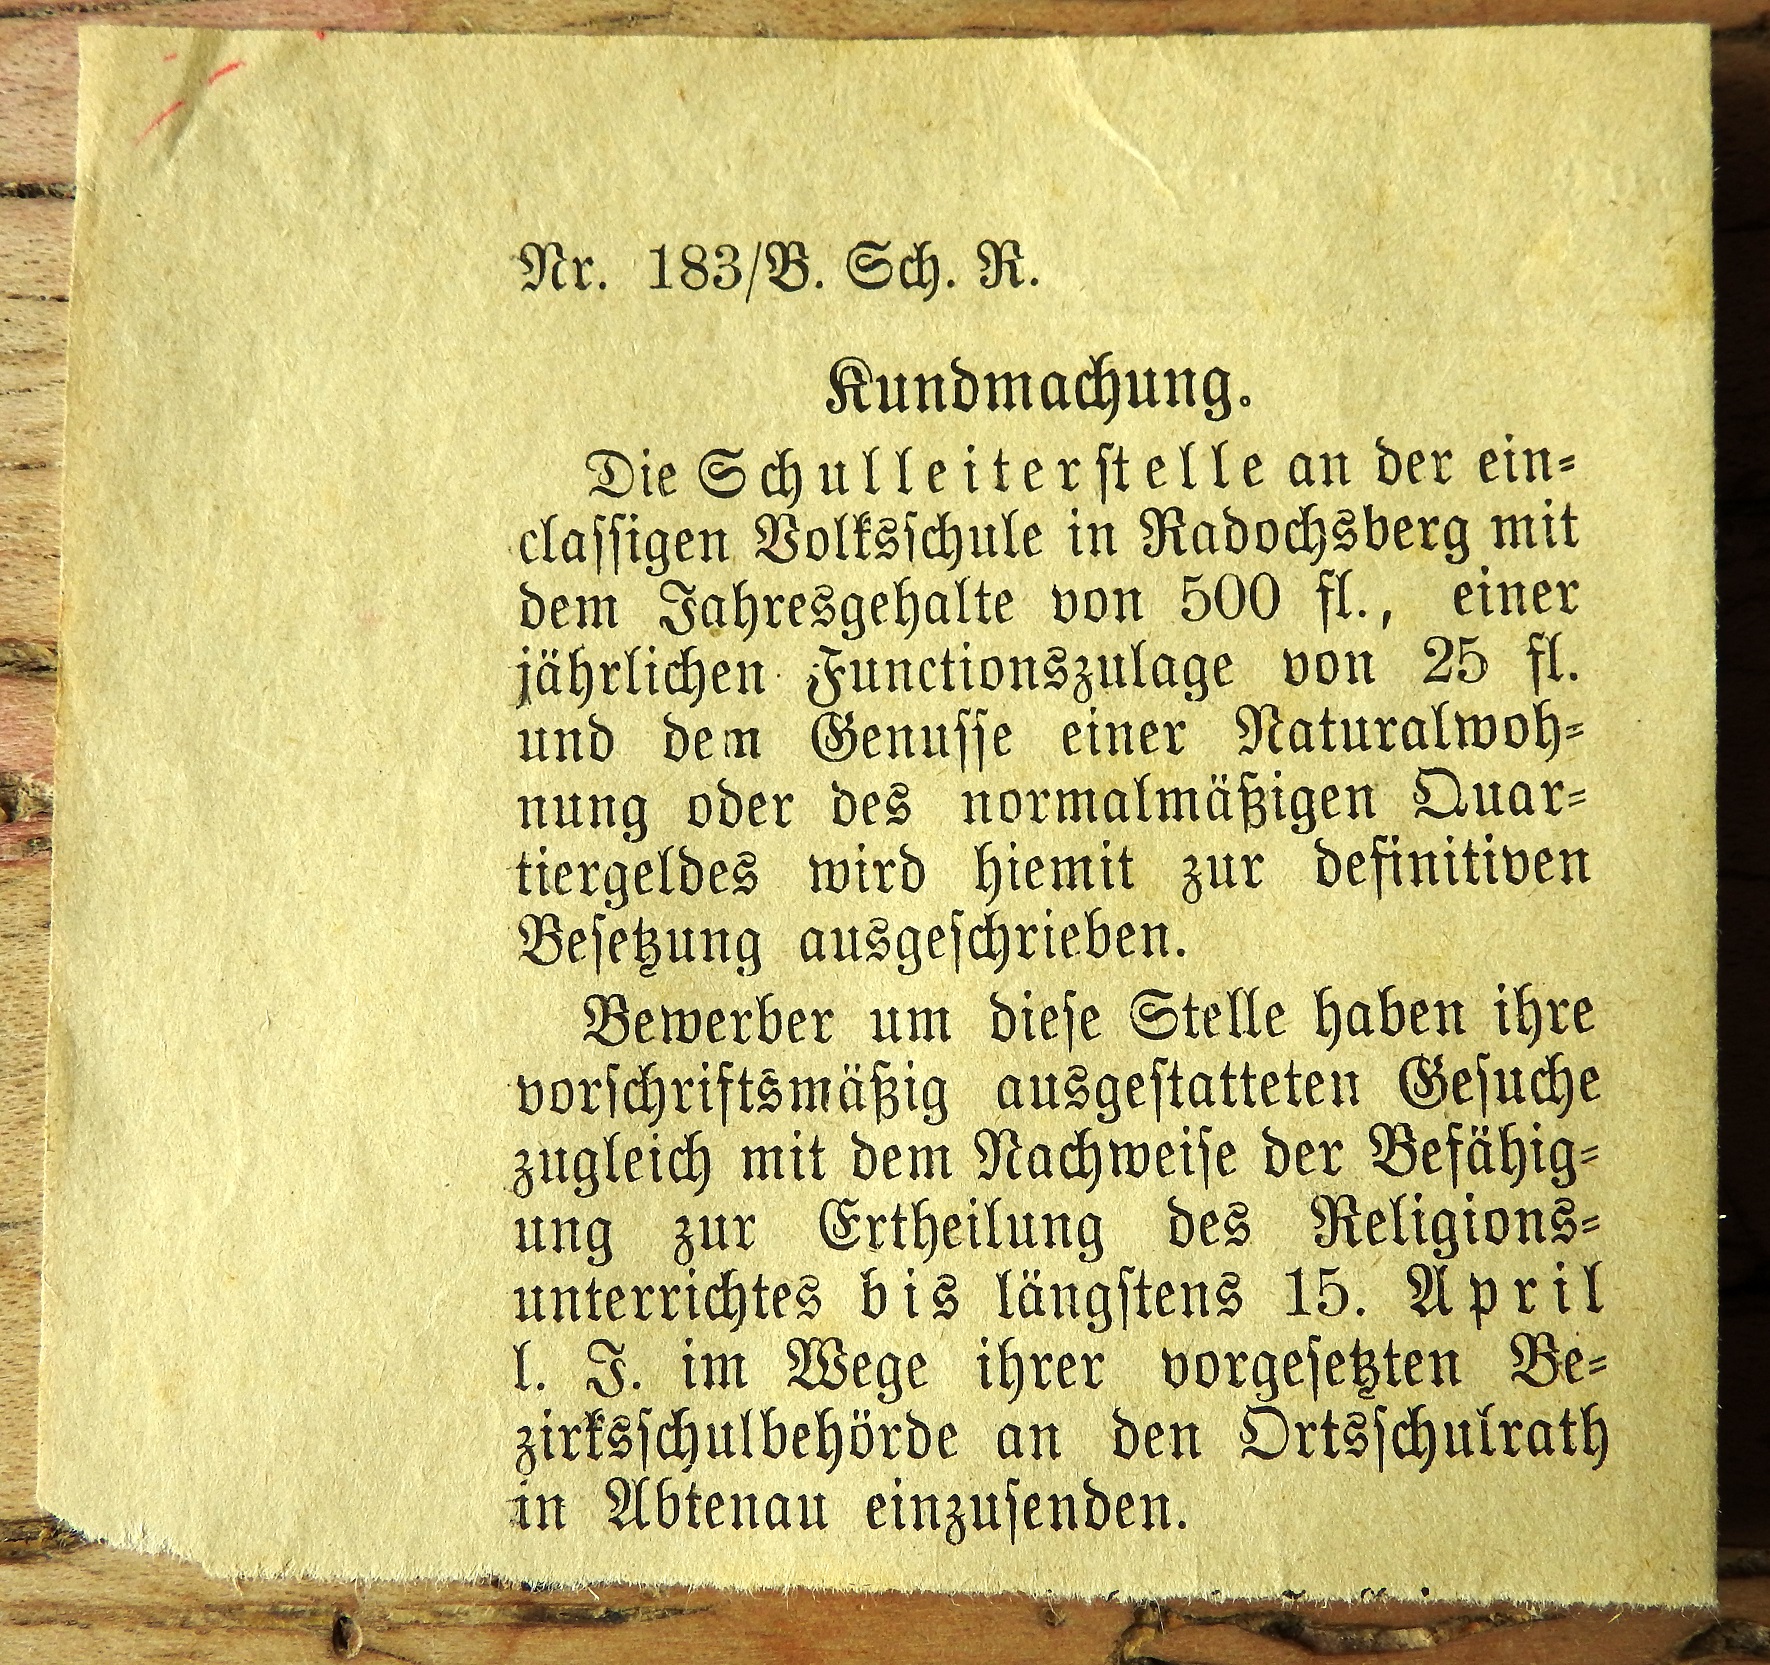 Nr. 183/B. Sch. R.
Kundmachung.
Die Schulleiterstelle an der ein-
classigen Volksschule in Radochsberg mit
dem Jahresgehalte von 500 fl., einer
jährlichen Functionszulage von 25 fl.
und dem Genusse einer Naturalwoh-
nung oder des normalmäßigen Quar-
tiergeldes wird hiemit zur definitiven
Besetzung ausgeschrieben.
Bewerber um diese Stelle haben ihre
vorschriftsmäßig ausgestatteten Gesuche
zugleich mit dem Nachweise der Befähig-
ung zur Ertheilung des Religions-
unterrichtes bis längstens 15. April
l. J. im Wege ihrer vorgesetzten Be-
zirksschulbehörde an den Ortsschulrath
in Abtenau einzusenden.